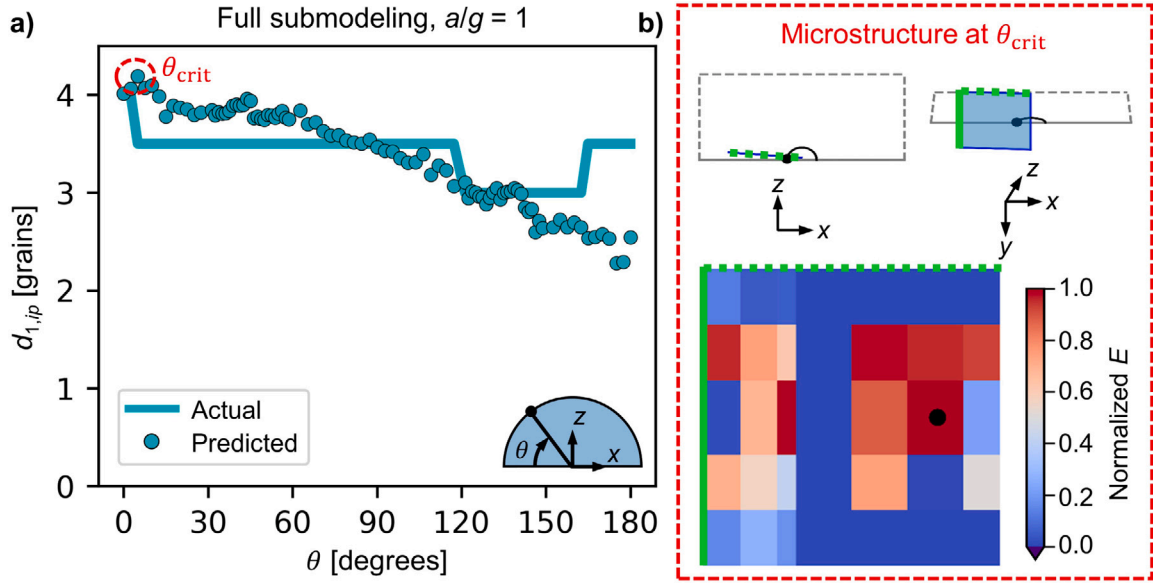 a)
Full submodeling, a/g = 1
θcrit
d1,ip [grains]
4
3
2
1
0
Actual
Predicted
z
θ
x
0 30 60 90 120 150 180
θ [degrees]
b)
Microstructure at θcrit
z
x
z
x
y
1.0
0.8
0.6
0.4
0.2
0.0
Normalized E